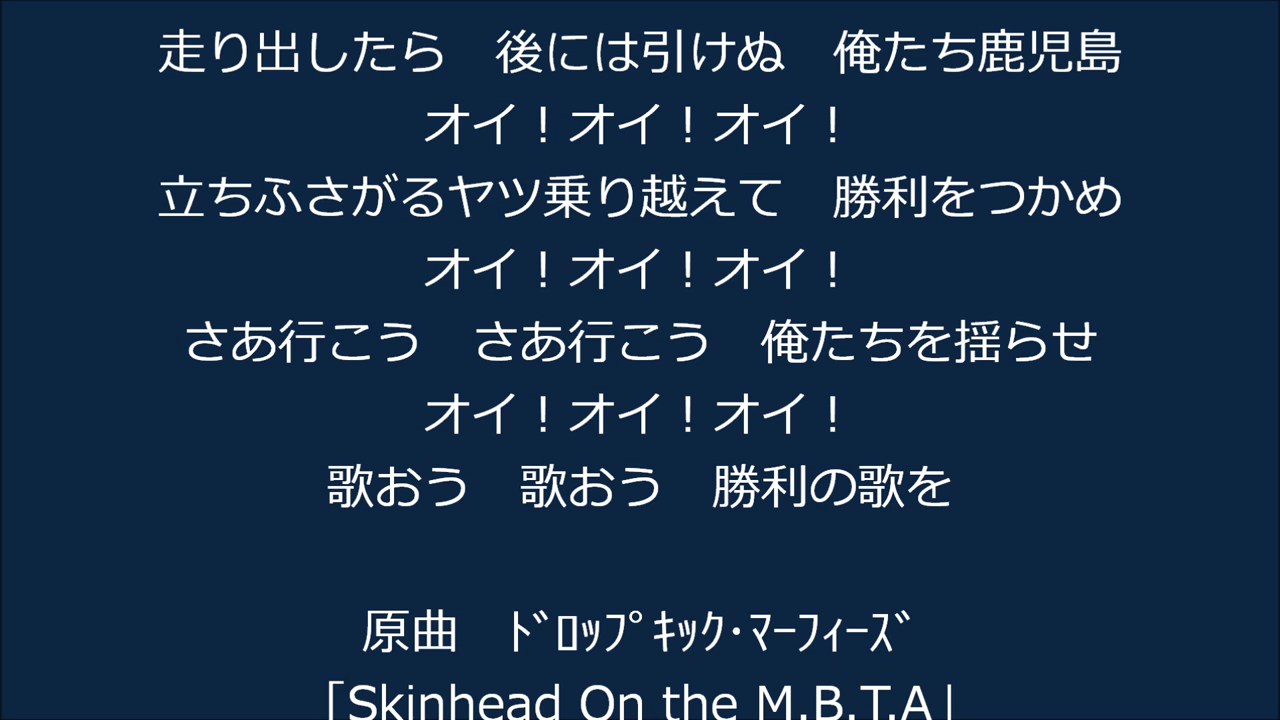 走り出したら　後には引けぬ　俺たち鹿児島
オイ！オイ！オイ！
立ちふさがるヤツ乗り越えて　勝利をつかめ
オイ！オイ！オイ！
さあ行こう　さあ行こう　俺たちを揺らせ
オイ！オイ！オイ！
歌おう　歌おう　勝利の歌を
原曲　ﾄﾞﾛｯﾌﾟｷｯｸ･ﾏｰﾌｨｰｽﾞ
「Skinhead On the M.B.T.A」